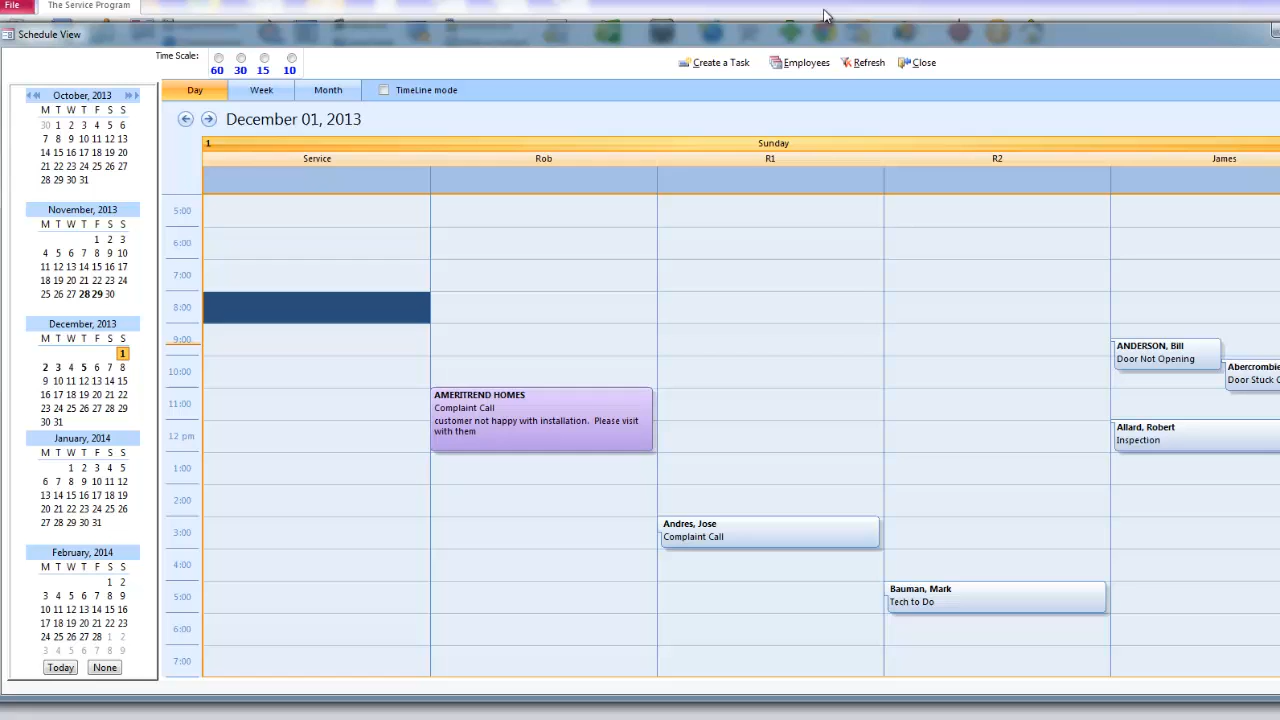 File The Service Program
Schedule View
Time Scale:
60 30 15 10
Create a Task Employees Refresh Close
Day Week Month TimeLine mode
December 01, 2013
1 Sunday
Service Rob R1 R2 James
5:00
6:00
7:00
8:00
9:00
10:00
11:00
12 pm
1:00
2:00
3:00
4:00
5:00
6:00
7:00
AMERITREND HOMES
Complaint Call
customer not happy with installation. Please visit
with them
Andres, Jose
Complaint Call
Bauman, Mark
Tech to Do
ANDERSON, Bill
Door Not Opening
Abercrombie
Door Stuck
Allard, Robert
Inspection
October, 2013
M T W T F S S
30 1 2 3 4 5 6
7 8 9 10 11 12 13
14 15 16 17 18 19 20
21 22 23 24 25 26 27
28 29 30 31
November, 2013
M T W T F S S
1 2 3
4 5 6 7 8 9 10
11 12 13 14 15 16 17
18 19 20 21 22 23 24
25 26 27 28 29 30
December, 2013
M T W T F S S
1
2 3 4 5 6 7 8
9 10 11 12 13 14 15
16 17 18 19 20 21 22
23 24 25 26 27 28 29
30 31
January, 2014
M T W T F S S
1 2 3 4 5
6 7 8 9 10 11 12
13 14 15 16 17 18 19
20 21 22 23 24 25 26
27 28 29 30 31
February, 2014
M T W T F S S
1 2
3 4 5 6 7 8 9
10 11 12 13 14 15 16
17 18 19 20 21 22 23
24 25 26 27 28 1 2
3 4 5 6 7 8 9
Today None